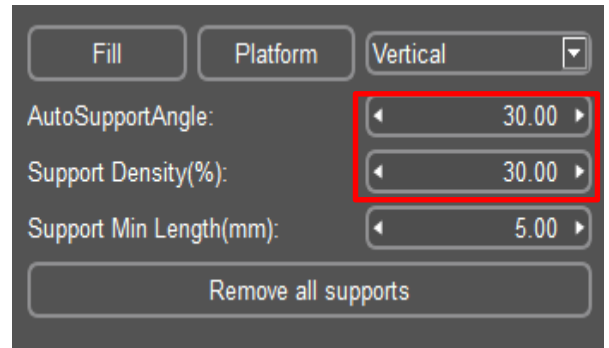 Fill Platform Vertical
AutoSupportAngle: 30.00
Support Density(%): 30.00
Support Min Length(mm): 5.00
Remove all supports